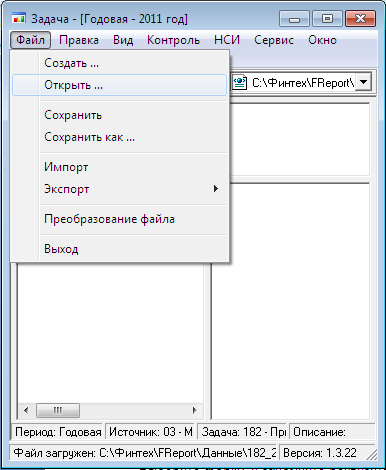 Задача - [Годовая - 2011 год]
Файл Правка Вид Контроль НСИ Сервис Окно
Создать ...
Открыть ...
C:\Финтех\FReport\
Сохранить
Сохранить как ...
Импорт
Экспорт
Преобразование файла
Выход
Период: Годовая Источник: 03 - М Задача: 182 - При Описание:
Файл загружен: C:\Финтех\FReport\Данные\182_2 Версия: 1.3.22